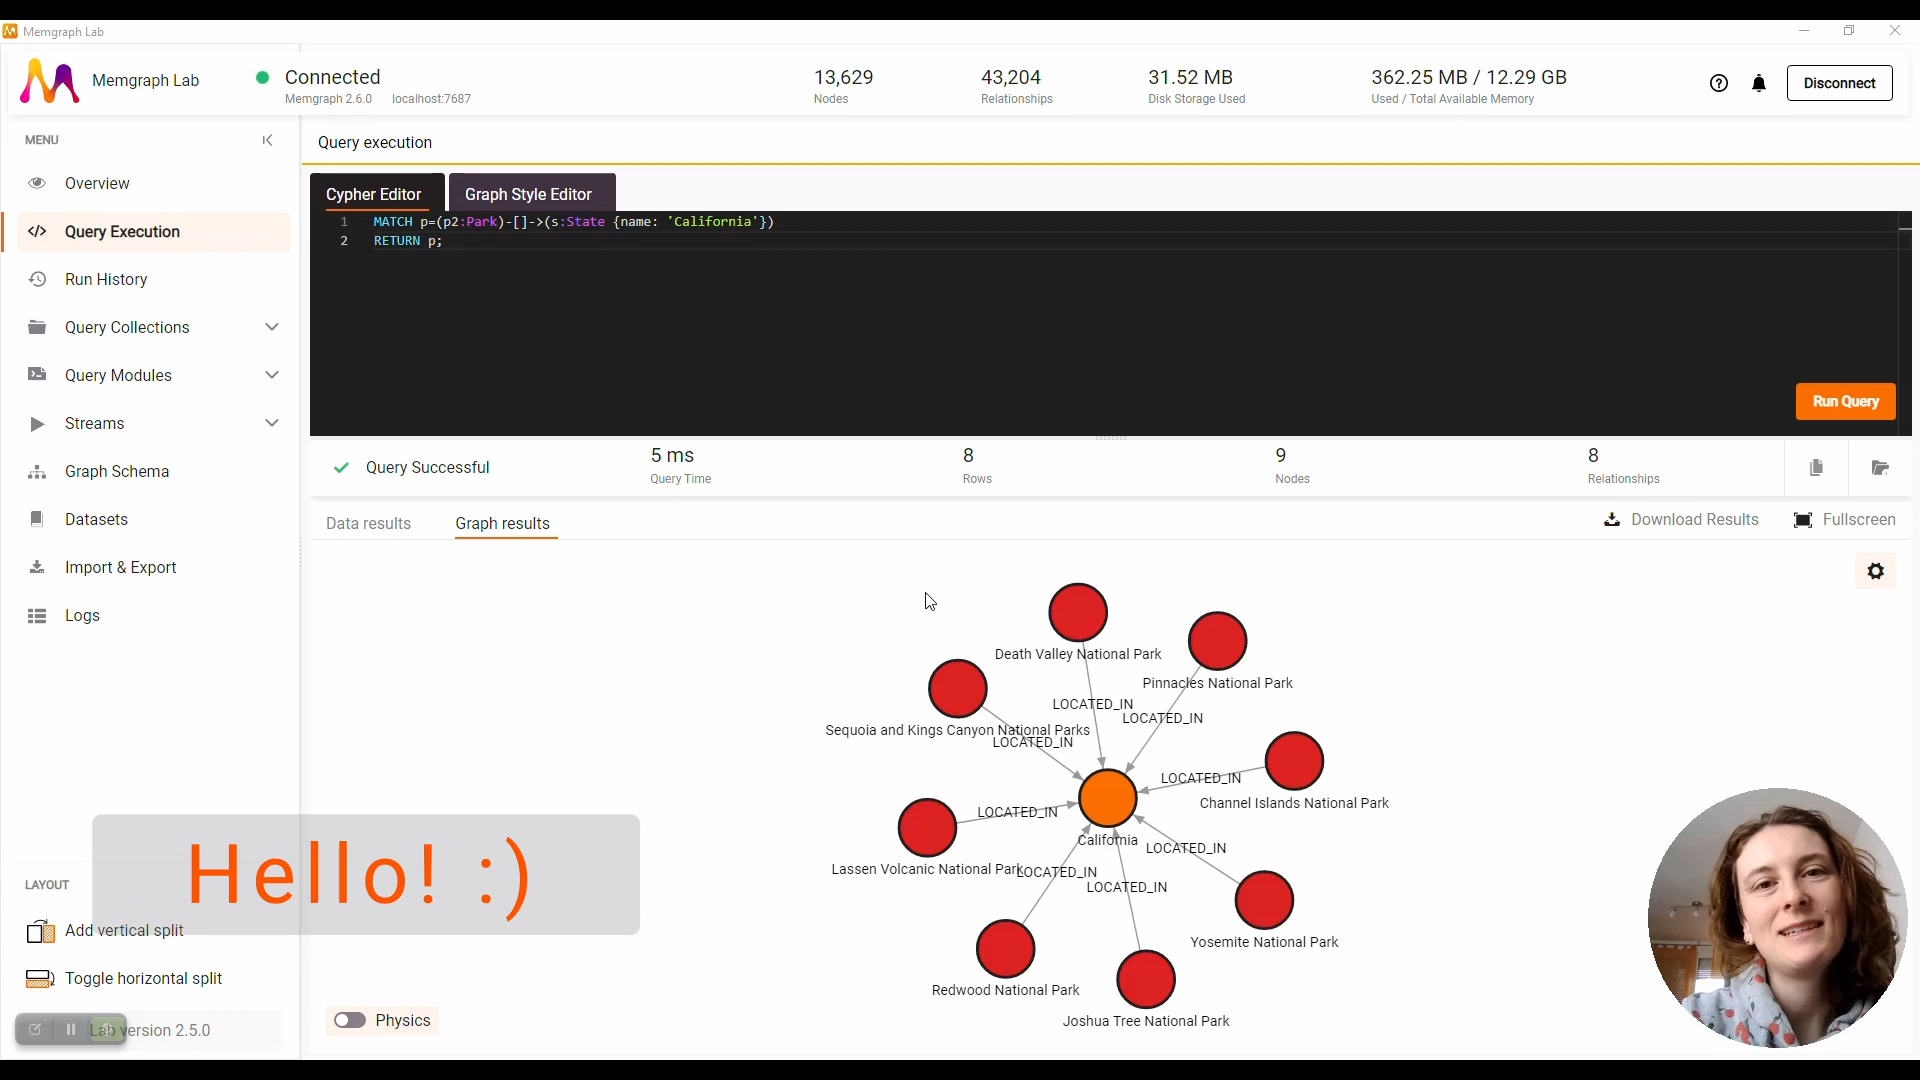 Memgraph Lab
Memgraph Lab
Connected
Memgraph 2.6.0 localhost:7687
13,629
Nodes
43,204
Relationships
31.52 MB
Disk Storage Used
362.25 MB / 12.29 GB
Used / Total Available Memory
Disconnect
MENU
Overview
Query Execution
Run History
Query Collections
Query Modules
Streams
Graph Schema
Datasets
Import & Export
Logs
LAYOUT
Add vertical split
Toggle horizontal split
Lab version 2.5.0
Hello! :)
Query execution
Cypher Editor
Graph Style Editor
1 MATCH p=(p2:Park)-[]->(s:State {name: 'California'})
2 RETURN p;
Run Query
Query Successful
5 ms
Query Time
8
Rows
9
Nodes
8
Relationships
Data results
Graph results
Download Results
Fullscreen
Death Valley National Park
Pinnacles National Park
LOCATED_IN
LOCATED_IN
Sequoia and Kings Canyon National Parks
LOCATED_IN
LOCATED_IN
Channel Islands National Park
LOCATED_IN
California
LOCATED_IN
Lassen Volcanic National Park
LOCATED_IN
LOCATED_IN
Yosemite National Park
Redwood National Park
Joshua Tree National Park
Physics